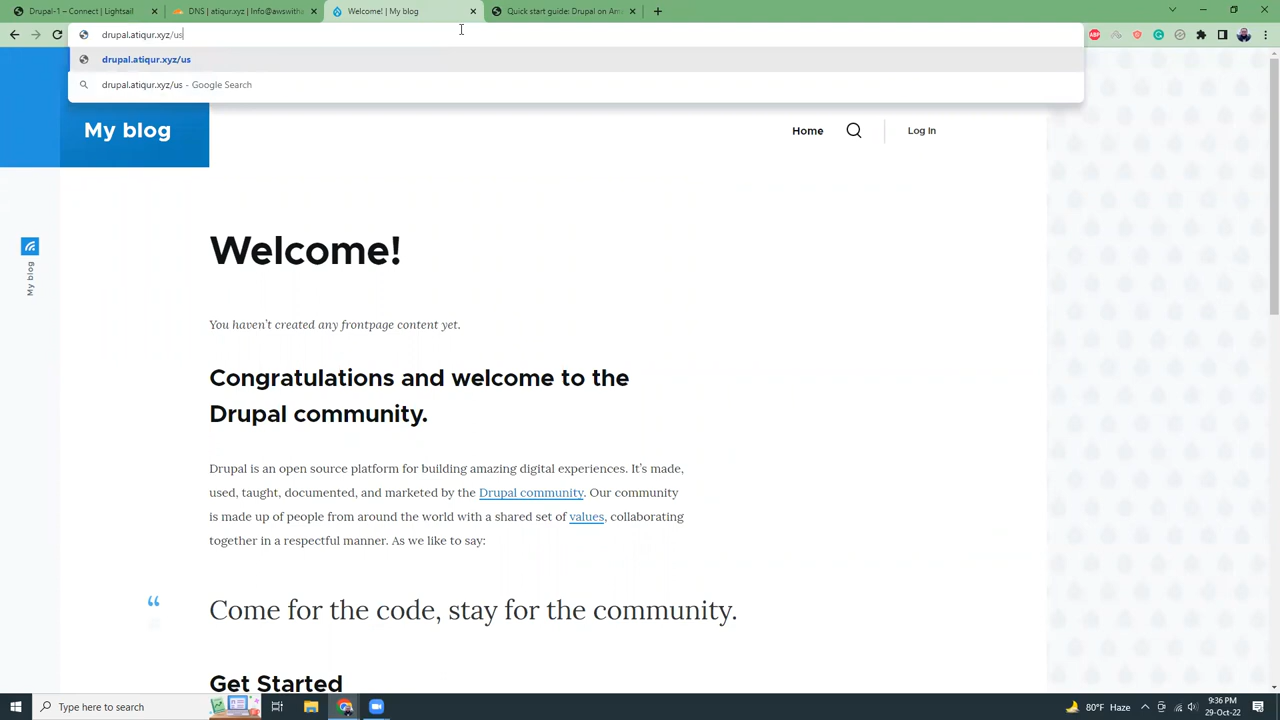 Drupal-1 – Connect | Lightsail
DNS | atiqur.xyz | Info@awswith
Welcome! | My blog
Quick start guide: Drupal on Am
drupal.atiqur.xyz/us
drupal.atiqur.xyz/us
drupal.atiqur.xyz/us - Google Search
My blog
Home
Log In
My blog
Welcome!
You haven't created any frontpage content yet.
Congratulations and welcome to the
Drupal community.
Drupal is an open source platform for building amazing digital experiences. It's made,
used, taught, documented, and marketed by the Drupal community. Our community
is made up of people from around the world with a shared set of values, collaborating
together in a respectful manner. As we like to say:
“
Come for the code, stay for the community.
Get Started
Type here to search
80°F Haze
9:36 PM
29-Oct-22